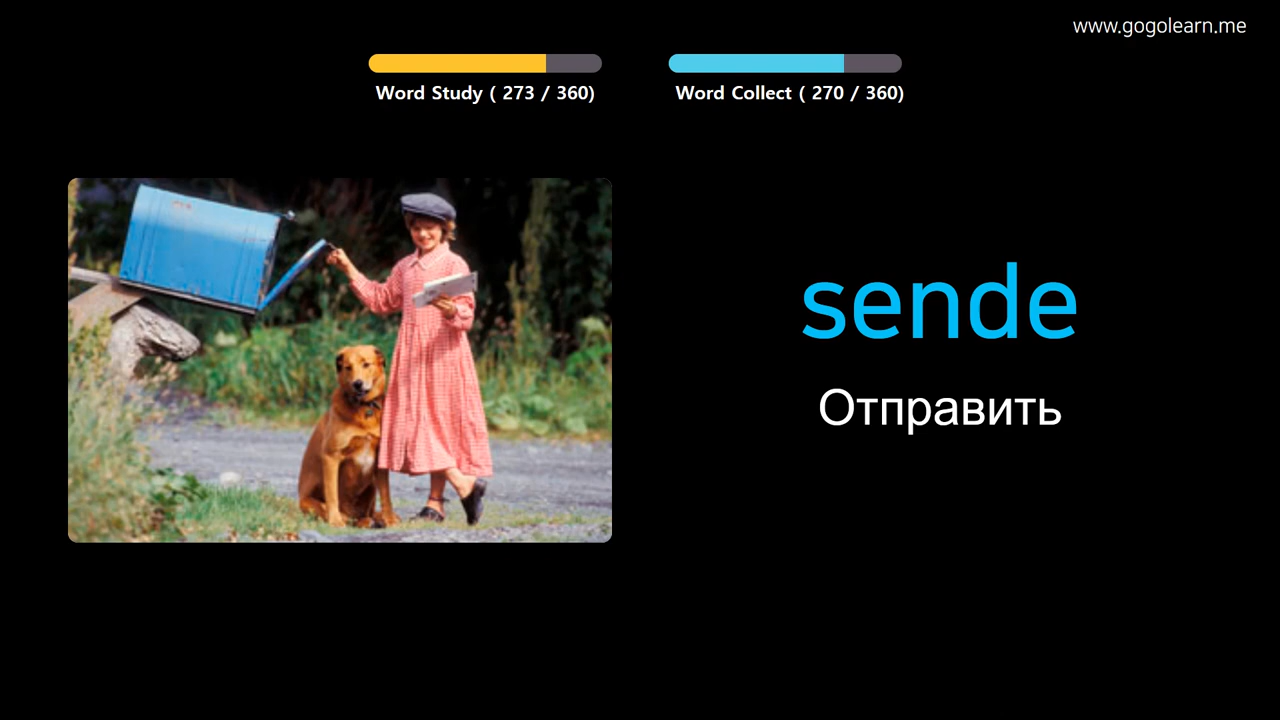 www.gogolearn.me
Word Study ( 273 / 360)
Word Collect ( 270 / 360)
sende
Отправить